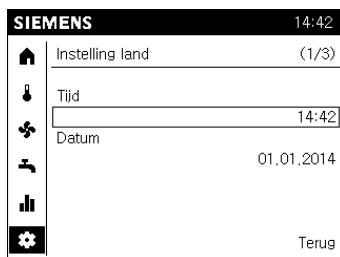 SIEMENS 14:42
Instelling land (1/3)
Tijd
14:42
Datum
01.01.2014
Terug